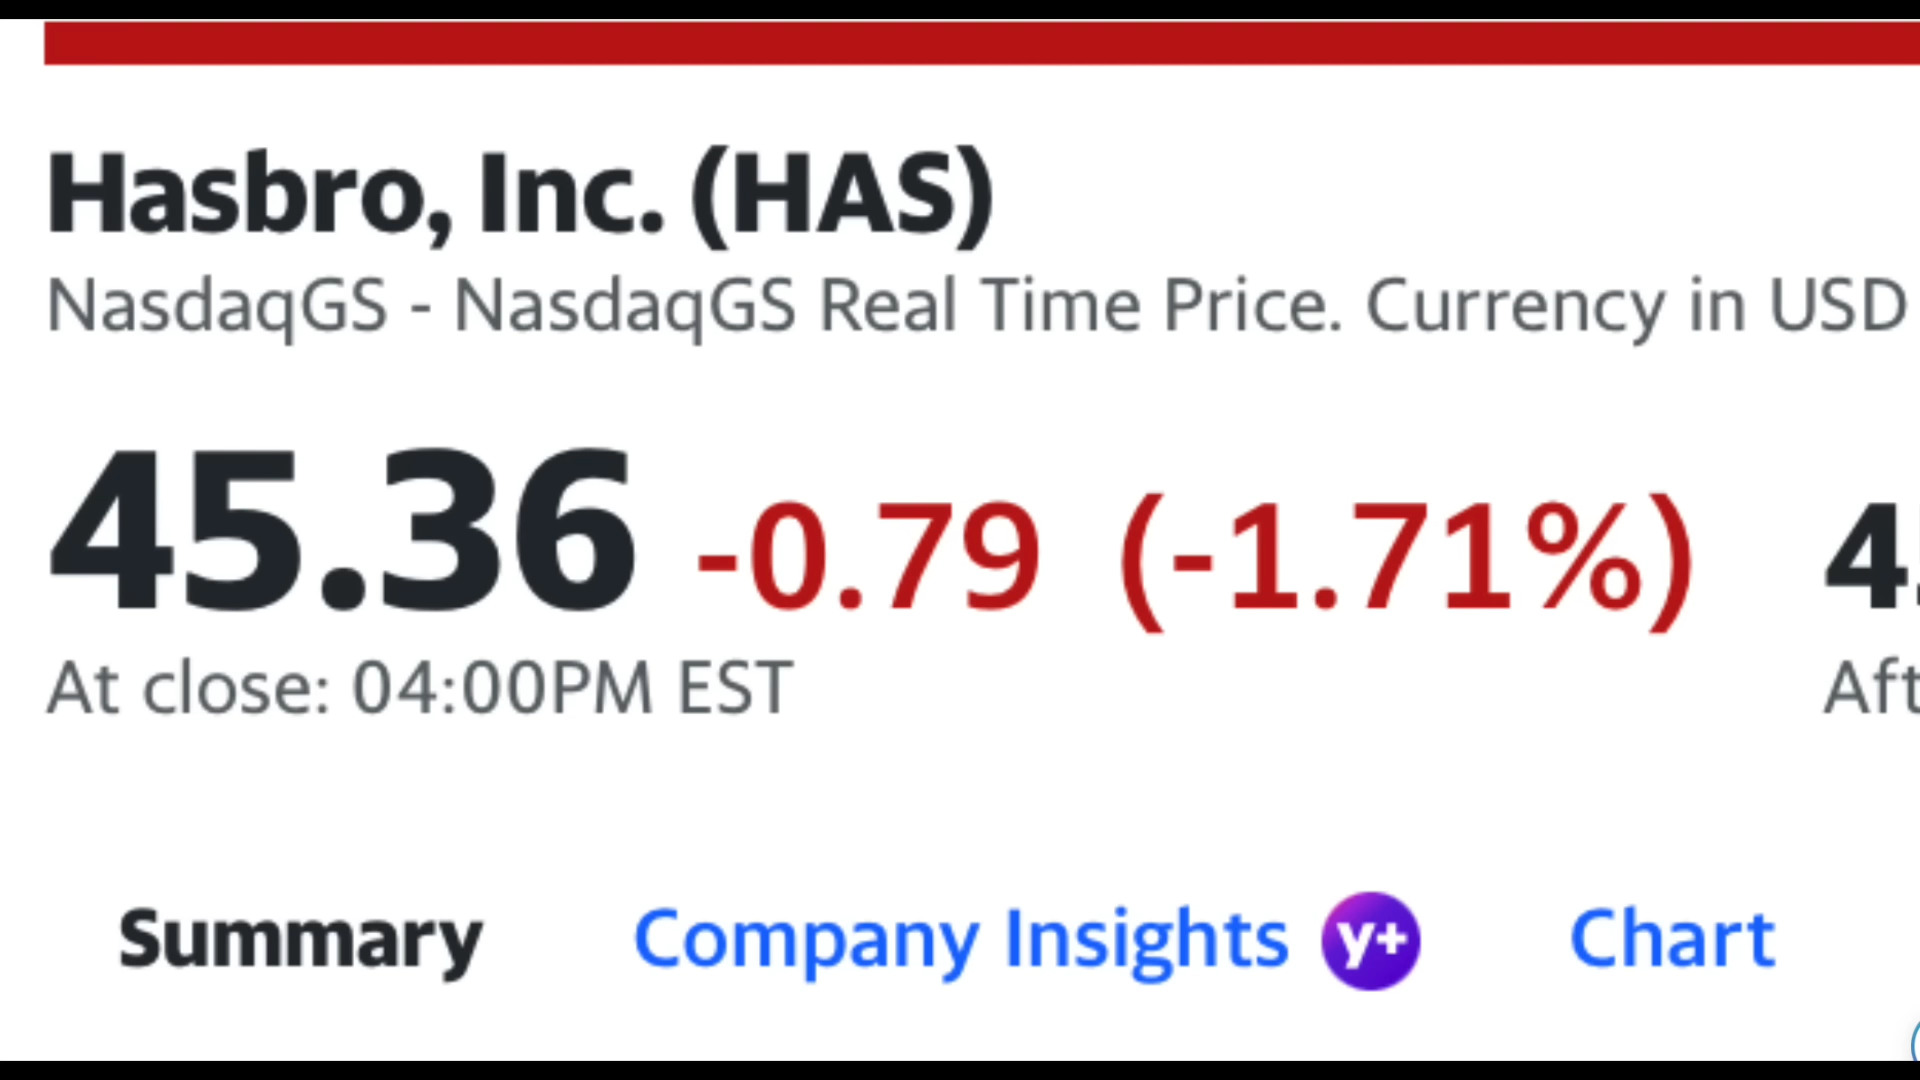 Hasbro, Inc. (HAS)
NasdaqGS - NasdaqGS Real Time Price. Currency in USD
45.36 -0.79 (-1.71%)
At close: 04:00PM EST
Summary Company Insights y+ Chart